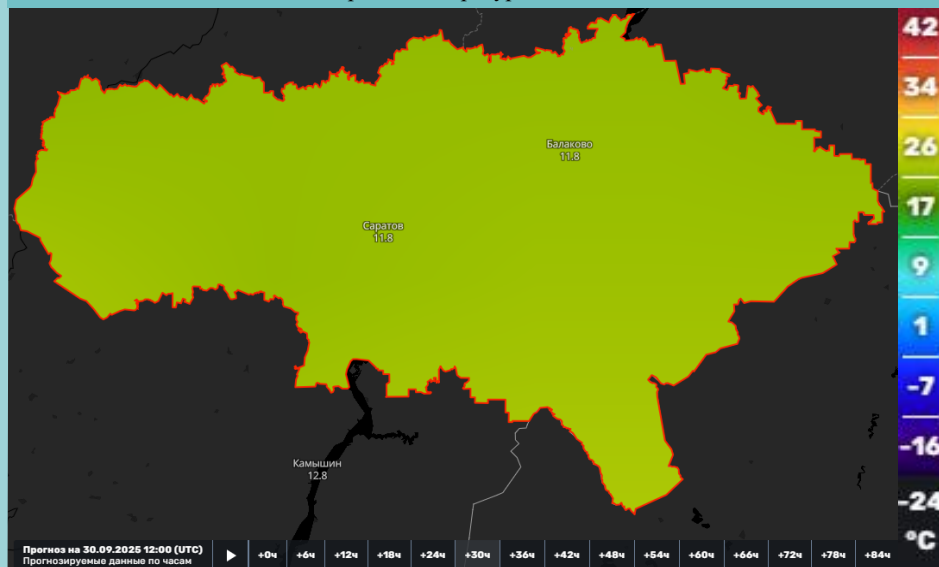 Балаково
11.8
Саратов
11.8
Камышин
12.8
42
34
26
17
9
1
-7
-16
-24
°C
Прогноз на 30.09.2025 12:00 (UTC)
Прогнозируемые данные по часам
+0ч +6ч +12ч +18ч +24ч +30ч +36ч +42ч +48ч +54ч +60ч +66ч +72ч +78ч +84ч